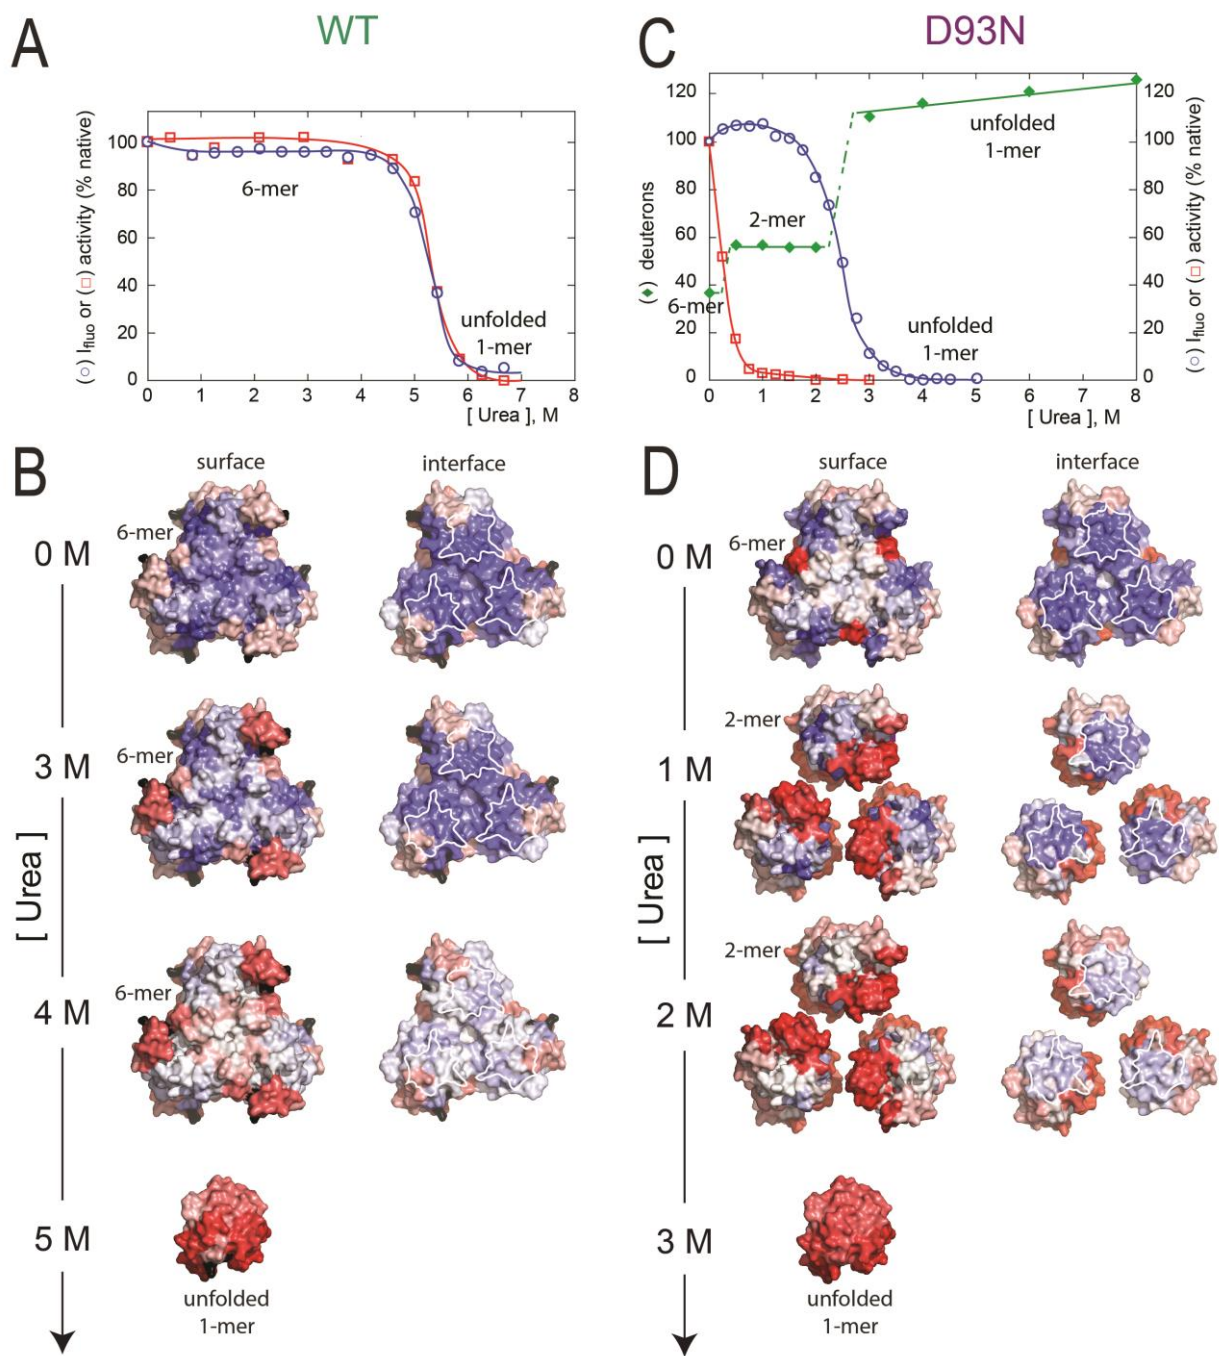 A
WT
(○) Ifluo or (□) activity (% native)
100
80
60
40
20
0
6-mer
unfolded
1-mer
0 1 2 3 4 5 6 7 8
[ Urea ], M
C
D93N
(♦) deuterons
120
100
80
60
40
20
0
6-mer
2-mer
unfolded
1-mer
unfolded
1-mer
120
100
80
60
40
20
0
(○) Ifluo or (□) activity (% native)
0 1 2 3 4 5 6 7 8
[ Urea ], M
B
surface
interface
[ Urea ]
0 M
6-mer
3 M
6-mer
4 M
6-mer
5 M
unfolded
1-mer
D
surface
interface
[ Urea ]
0 M
6-mer
1 M
2-mer
2 M
2-mer
3 M
unfolded
1-mer